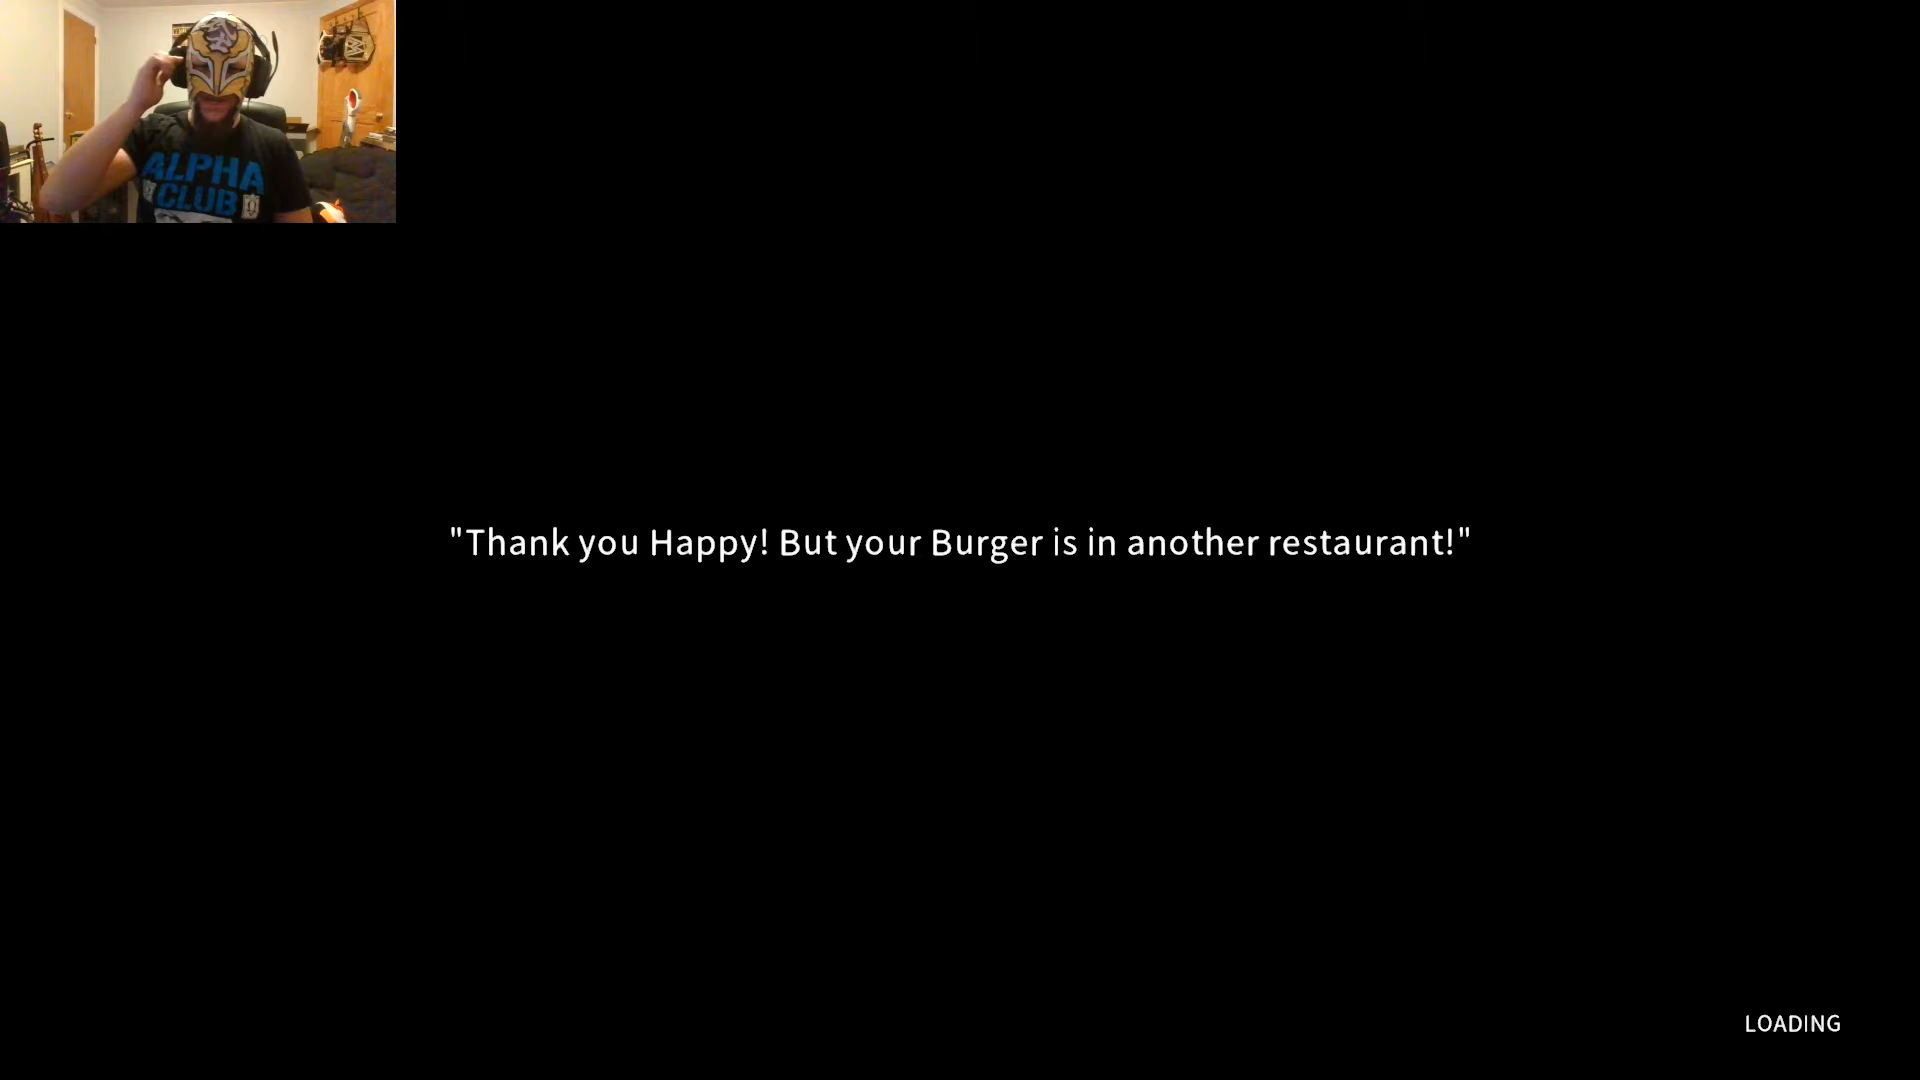 ALPHA
CLUB
"Thank you Happy! But your Burger is in another restaurant!"
LOADING